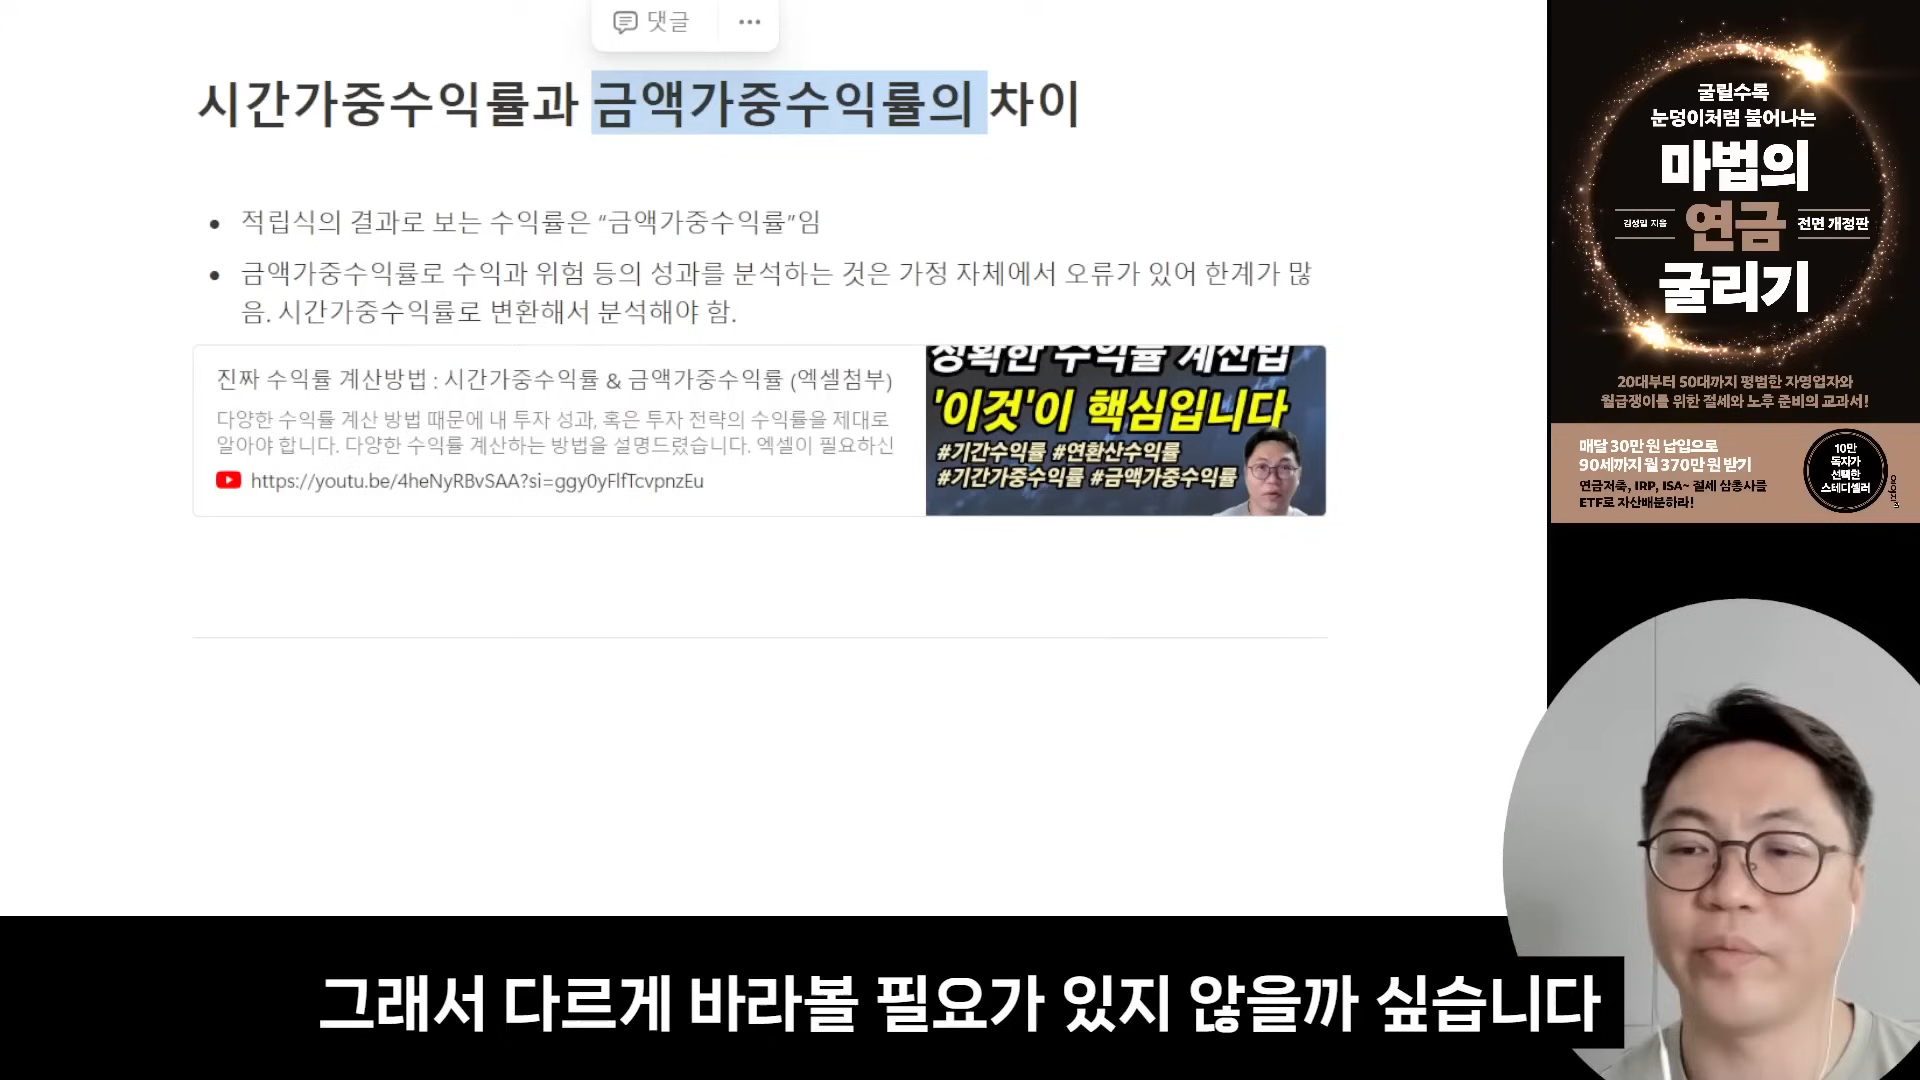 댓글
시간가중수익률과 금액가중수익률의 차이
적립식의 결과로 보는 수익률은 “금액가중수익률”임
금액가중수익률로 수익과 위험 등의 성과를 분석하는 것은 가정 자체에서 오류가 있어 한계가 많
음. 시간가중수익률로 변환해서 분석해야 함.
진짜 수익률 계산방법 : 시간가중수익률 & 금액가중수익률 (엑셀첨부)
다양한 수익률 계산 방법 때문에 내 투자 성과, 혹은 투자 전략의 수익률을 제대로
알아야 합니다. 다양한 수익률 계산하는 방법을 설명드렸습니다. 엑셀이 필요하신
https://youtu.be/4heNyRBvSAA?si=ggy0yFlfTcvpnzEu
정확한 수익률 계산법
'이것'이 핵심입니다
#기간수익률 #연환산수익률
#기간가중수익률 #금액가중수익률
굴릴수록
눈덩이처럼 불어나는
마법의
김성일 지음 연금 전면 개정판
굴리기
20대부터 50대까지 평범한 자영업자와
월급쟁이를 위한 절세와 노후 준비의 교과서!
매달 30만 원 납입으로
90세까지 월 370만 원 받기
연금저축, IRP, ISA~ 절세 삼총사를
ETF로 자산배분하라!
10만
독자가
선택한
스테디셀러
그래서 다르게 바라볼 필요가 있지 않을까 싶습니다